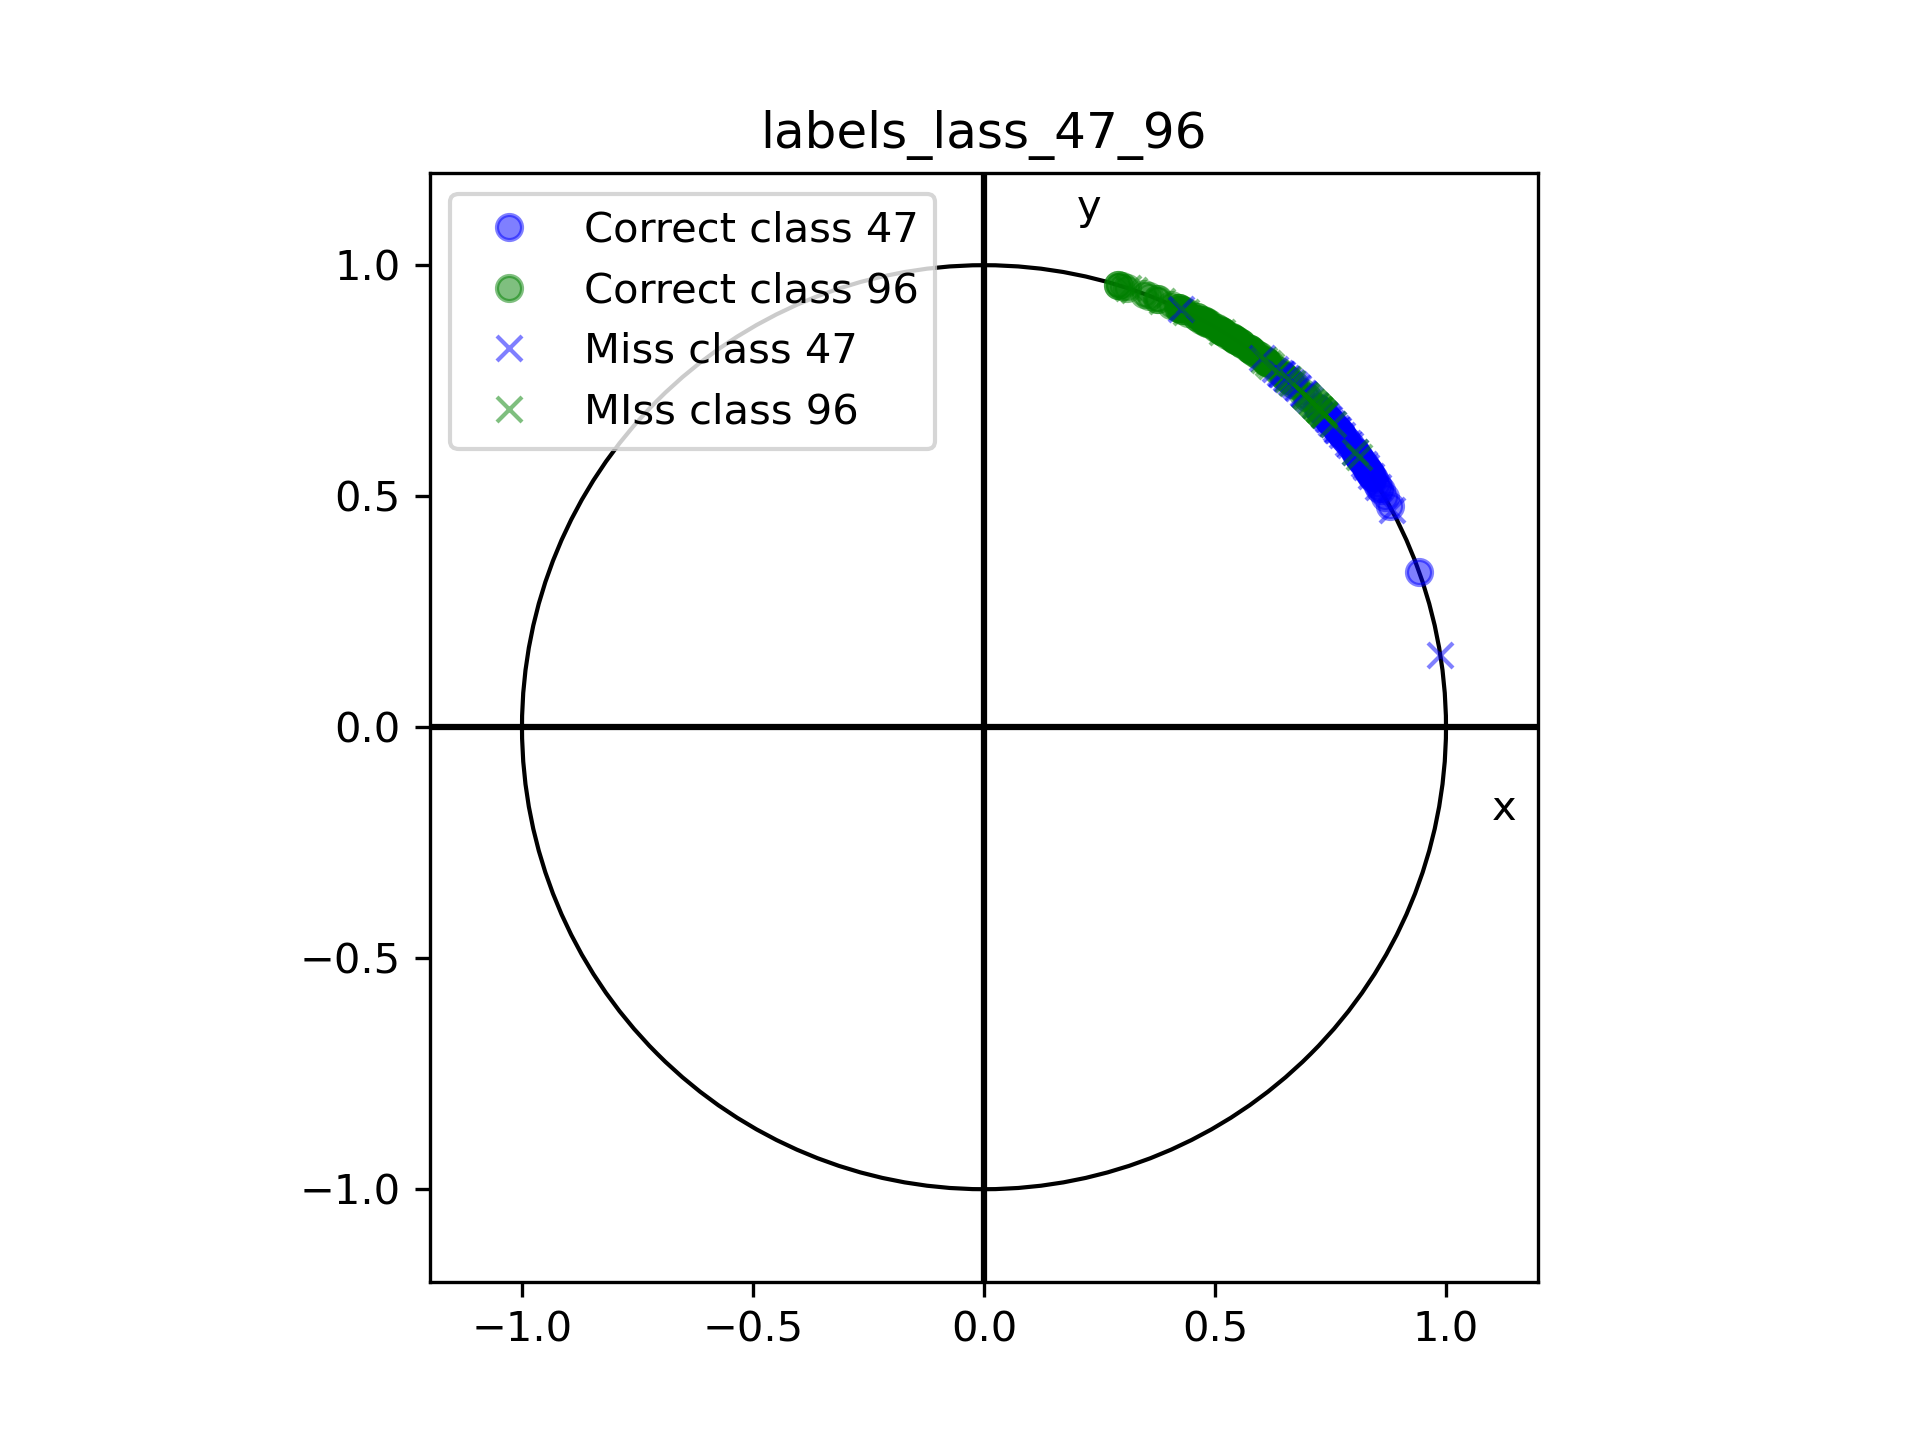 labels_lass_47_96
y
Correct class 47
Correct class 96
Miss class 47
MIss class 96
1.0
0.5
0.0
−0.5
−1.0
x
−1.0 −0.5 0.0 0.5 1.0